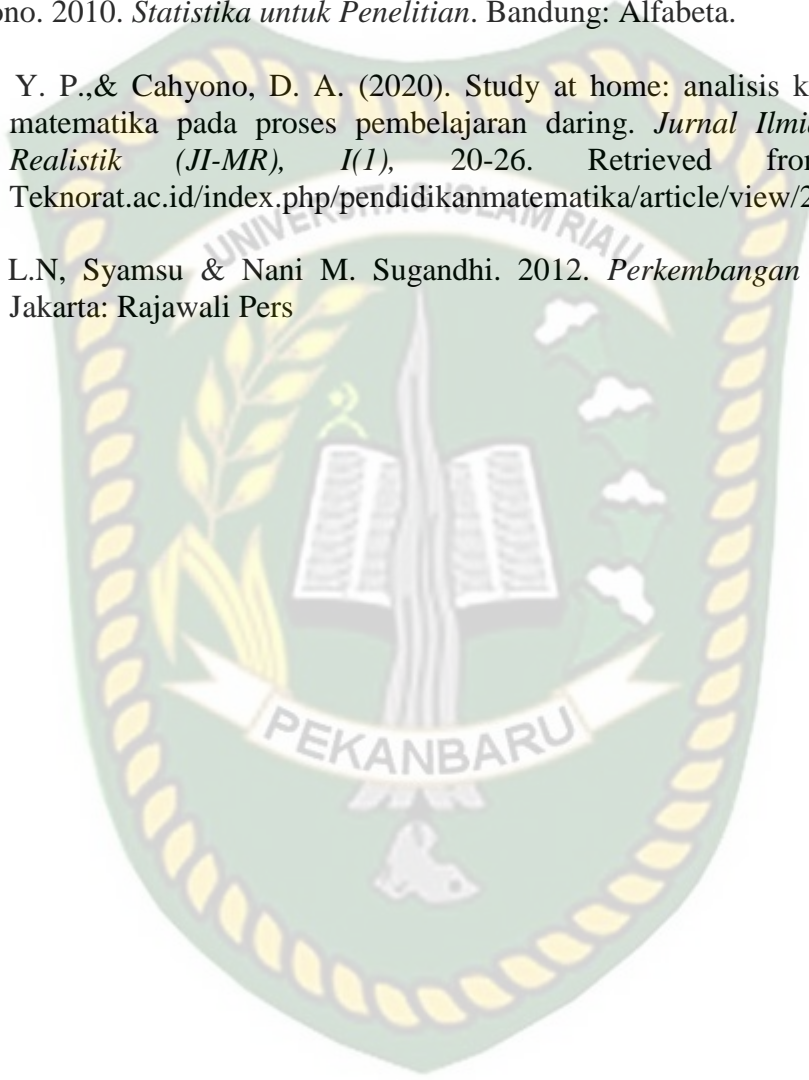 ono. 2010. Statistika untuk Penelitian. Bandung: Alfabeta.
Y. P.,& Cahyono, D. A. (2020). Study at home: analisis k
matematika pada proses pembelajaran daring. Jurnal Ilmi
Realistik (JI-MR), I(1), 20-26. Retrieved fror
Teknorat.ac.id/index.php/pendidikanmatematika/article/view/2
UNIVERSITAS ISLAM RIAU
L.N, Syamsu & Nani M. Sugandhi. 2012. Perkembangan
Jakarta: Rajawali Pers
PEKANBARU